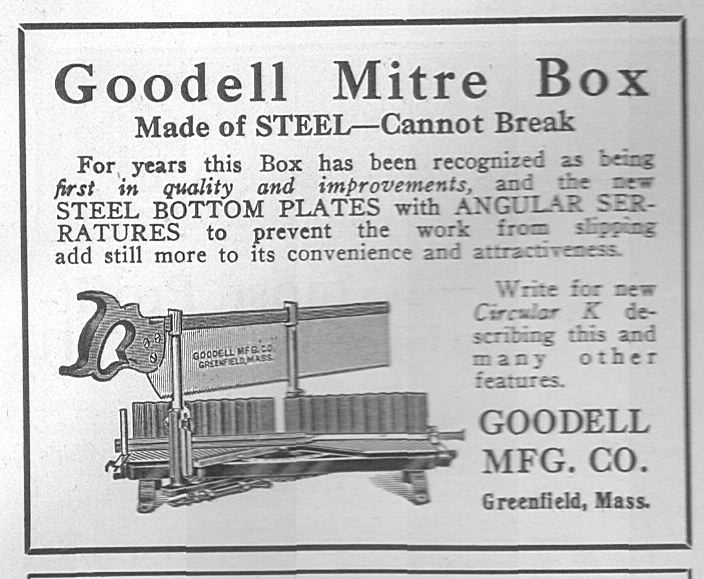 Goodell Mitre Box
Made of STEEL—Cannot Break
For years this Box has been recognized as being
first in quality and improvements, and the new
STEEL BOTTOM PLATES with ANGULAR SER-
RATURES to prevent the work from slipping
add still more to its convenience and attractiveness.
Write for new
Circular K de-
scribing this and
many other
features.
GOODELL MFG. CO.
GREENFIELD, MASS.
GOODELL
MFG. CO.
Greenfield, Mass.